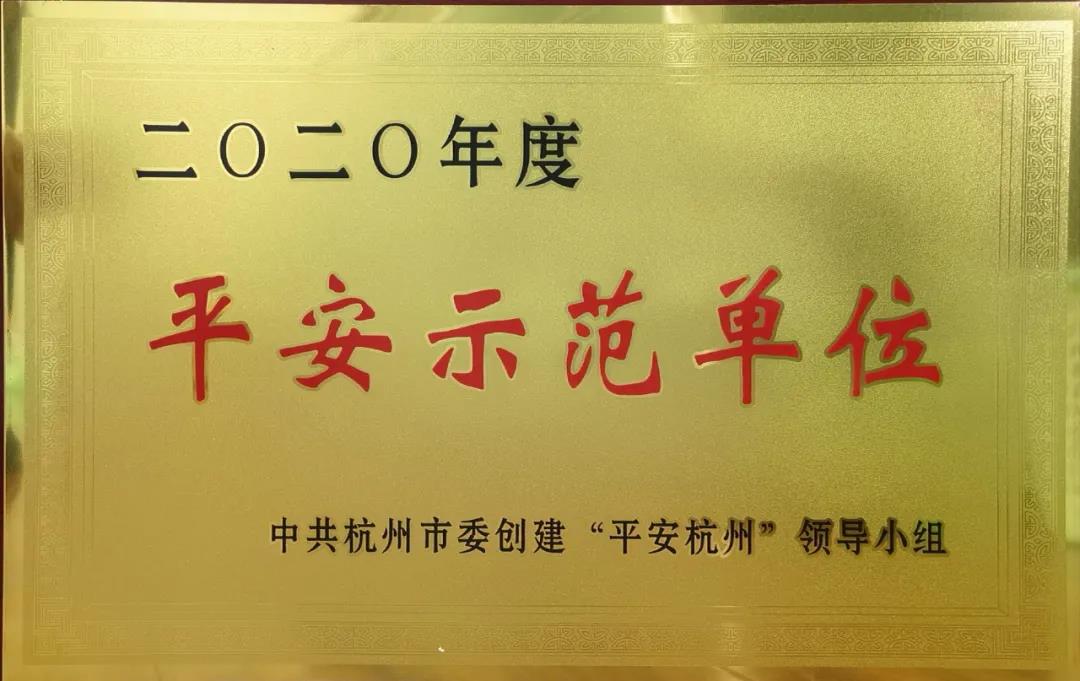 二〇二〇年度
平安示范单位
中共杭州市委创建“平安杭州”领导小组